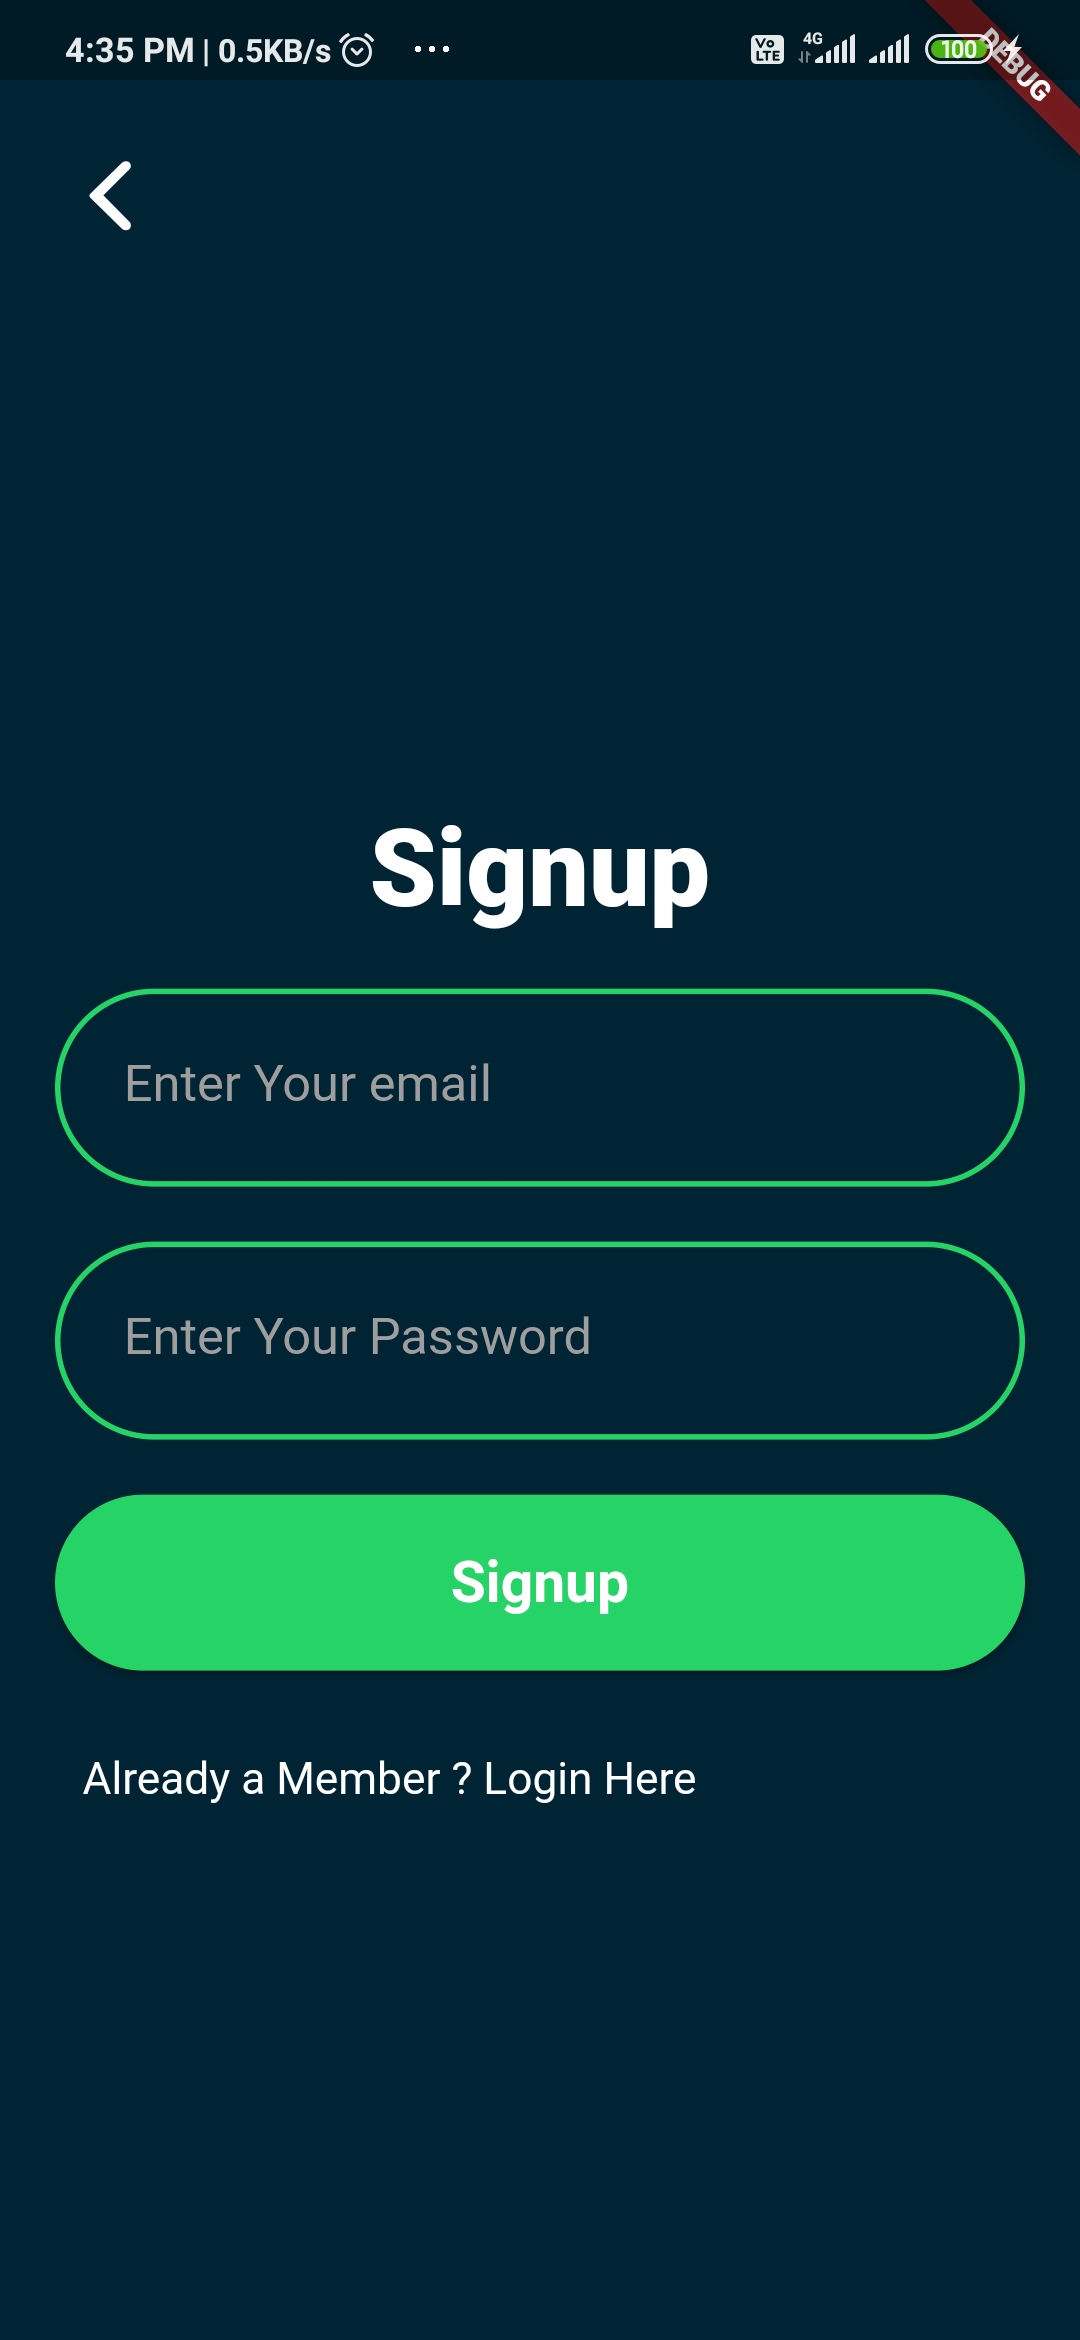 4:35 PM | 0.5KB/s ... Vo LTE 4G 100
DEBUG
Signup
Enter Your email
Enter Your Password
Signup
Already a Member ? Login Here